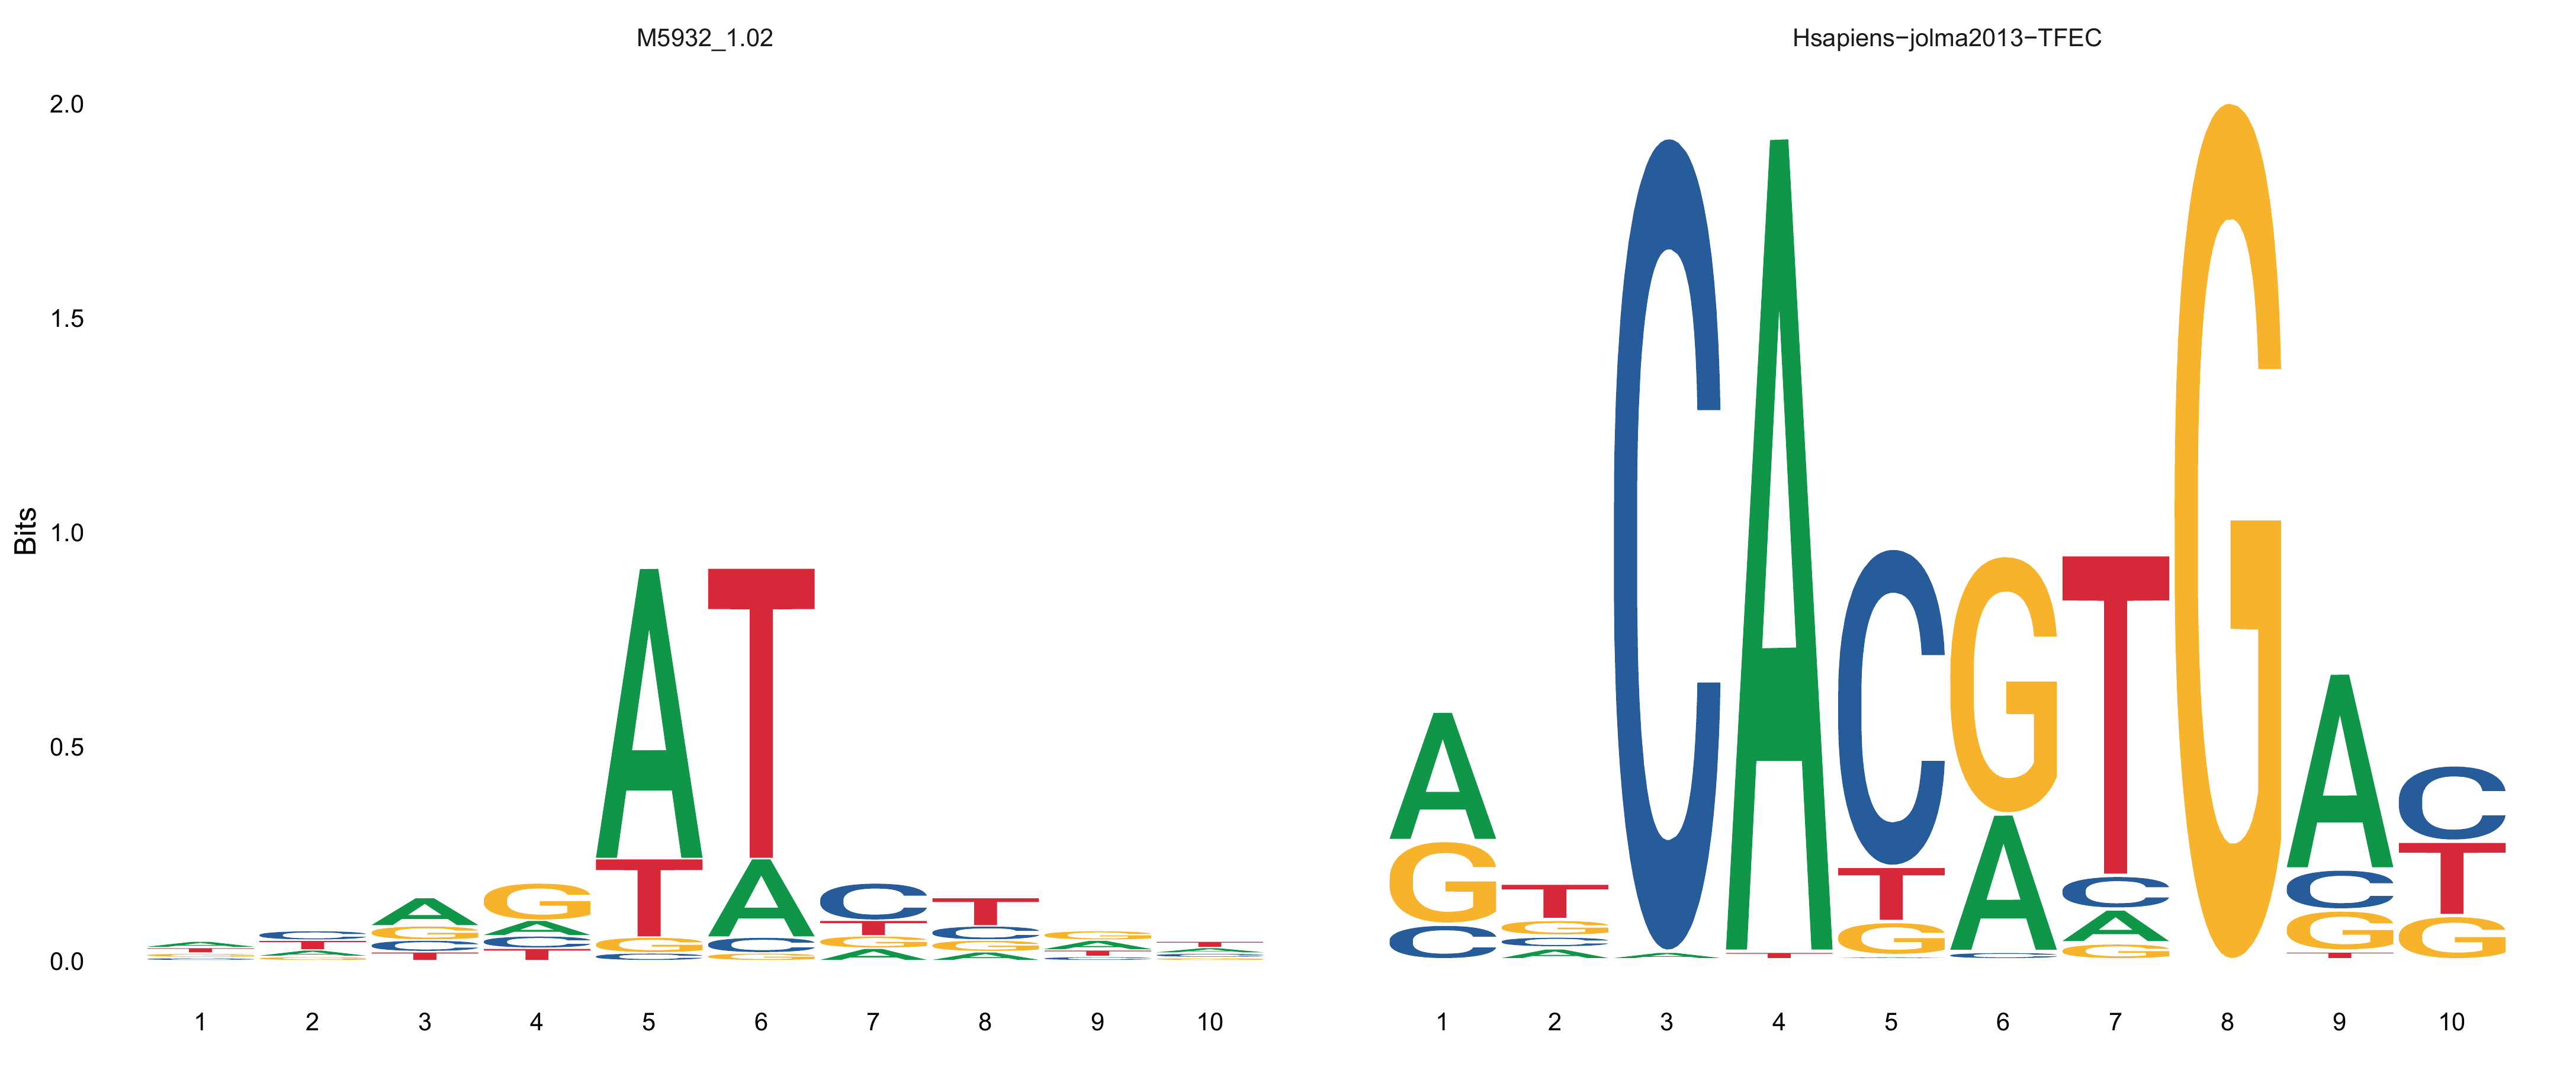 M5932_1.02
Hsapiens−jolma2013−TFEC
Bits
2.0
1.5
1.0
0.5
0.0
A T G C
C T A G
A G C T
G A C T
A T G C
T A C G
C T G A
T C G A
G A T C
T A C G
1 2 3 4 5 6 7 8 9 10
A G C
T G C A
C A
A T
C T G
G A C
T C A G
G
A C G T
C T G
1 2 3 4 5 6 7 8 9 10